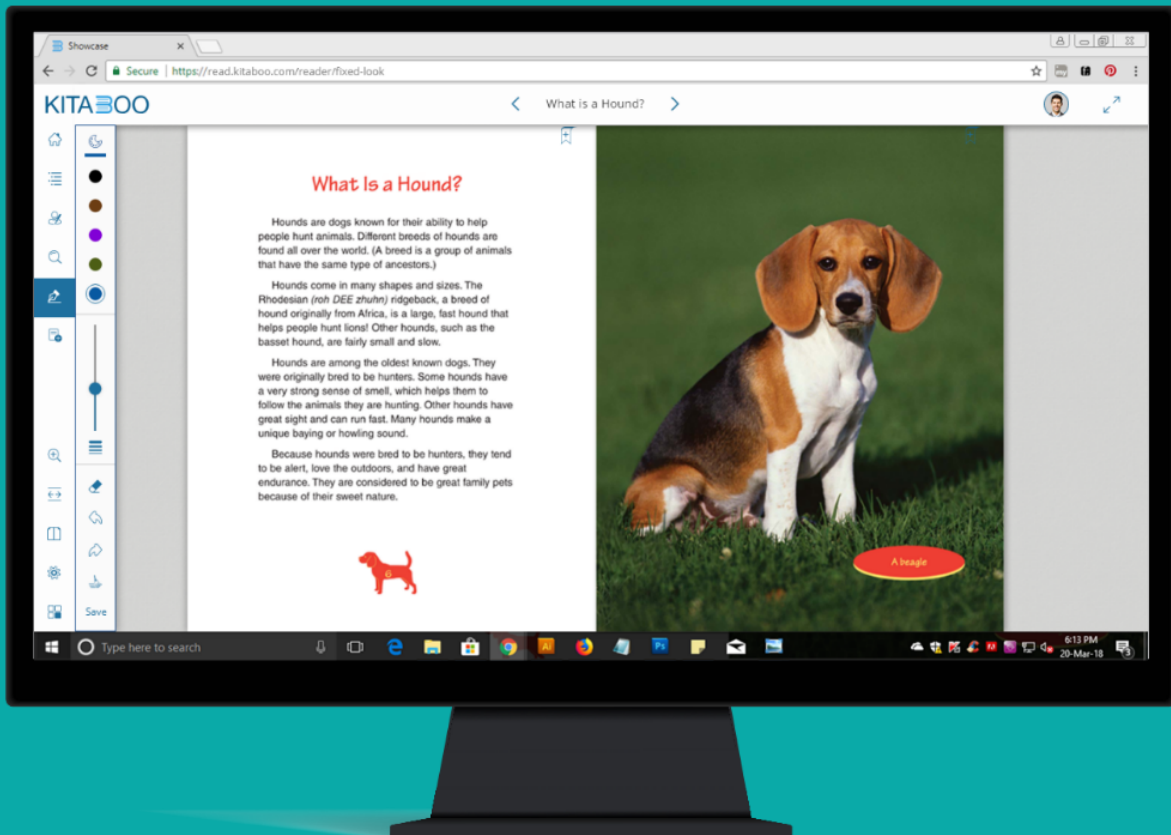 Showcase
Secure | https://read.kitaboo.com/reader/fixed-look
KITABOO
What is a Hound?
What Is a Hound?
Hounds are dogs known for their ability to help
people hunt animals. Different breeds of hounds are
found all over the world. (A breed is a group of animals
that have the same type of ancestors.)
Hounds come in many shapes and sizes. The
Rhodesian (roh DEE zhuhn) ridgeback, a breed of
hound originally from Africa, is a large, fast hound that
helps people hunt lions! Other hounds, such as the
basset hound, are fairly small and slow.
Hounds are among the oldest known dogs. They
were originally bred to be hunters. Some hounds have
a very strong sense of smell, which helps them to
follow the animals they are hunting. Other hounds have
great sight and can run fast. Many hounds make a
unique baying or howling sound.
Because hounds were bred to be hunters, they tend
to be alert, love the outdoors, and have great
endurance. They are considered to be great family pets
because of their sweet nature.
6
A beagle
Save
Type here to search
Ai
Ps
6:13 PM
20-Mar-18
3